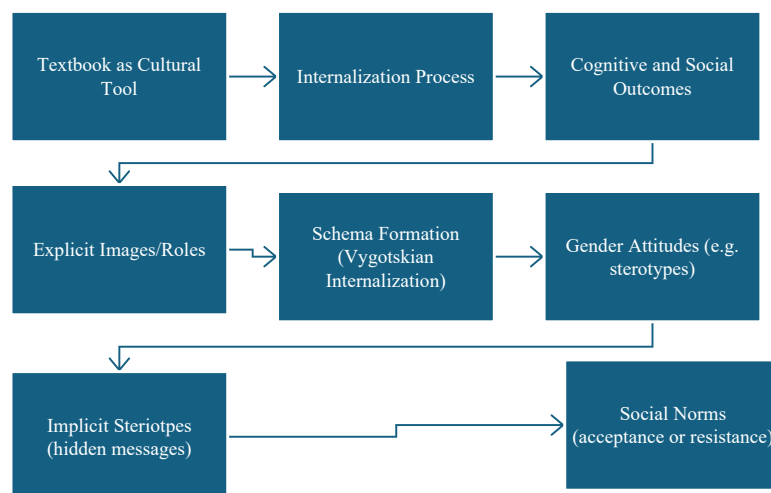 Textbook as Cultural
Tool
Internalization Process
Cognitive and Social
Outcomes
Explicit Images/Roles
Schema Formation
(Vygotskian
Internalization)
Gender Attitudes (e.g.
sterotypes)
Implicit Steriotpes
(hidden messages)
Social Norms
(acceptance or resistance)